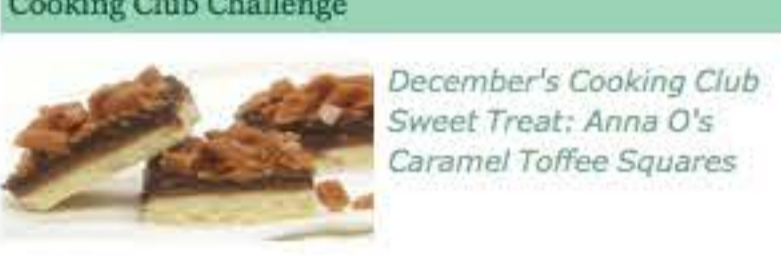 Cooking Club Challenge
December's Cooking Club
Sweet Treat: Anna O's
Caramel Toffee Squares